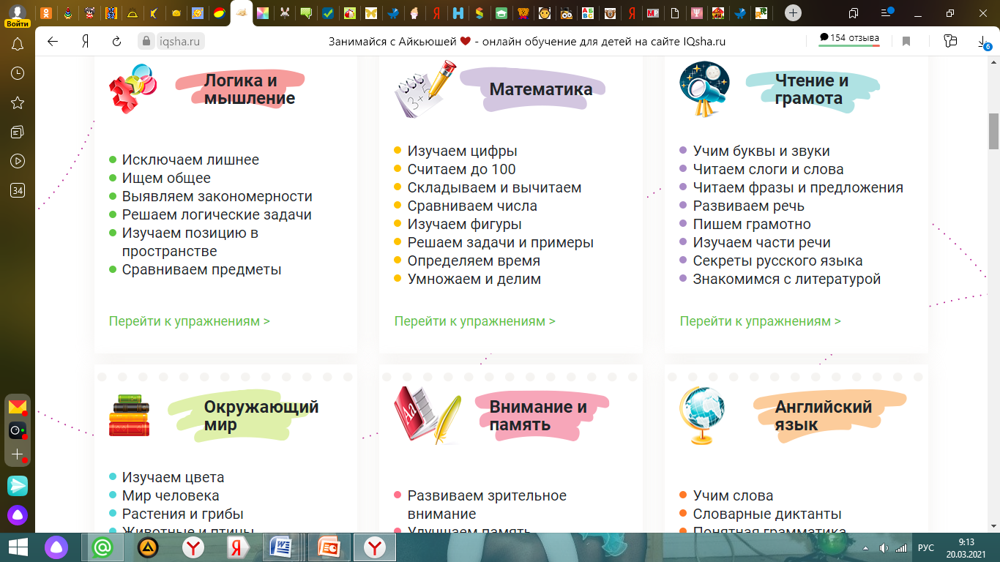 Войти
iqsha.ru
Занимайся с Айкьюшей ❤ - онлайн обучение для детей на сайте IQsha.ru
154 отзыва
6
34
Логика и
мышление
Исключаем лишнее
Ищем общее
Выявляем закономерности
Решаем логические задачи
Изучаем позицию в
пространстве
Сравниваем предметы
Перейти к упражнениям >
Математика
Изучаем цифры
Считаем до 100
Складываем и вычитаем
Сравниваем числа
Изучаем фигуры
Решаем задачи и примеры
Определяем время
Умножаем и делим
Перейти к упражнениям >
Чтение и
грамота
Учим буквы и звуки
Читаем слоги и слова
Читаем фразы и предложения
Развиваем речь
Пишем грамотно
Изучаем части речи
Секреты русского языка
Знакомимся с литературой
Перейти к упражнениям >
Окружающий
мир
Изучаем цвета
Мир человека
Растения и грибы
Животные и птицы
Внимание и
память
Развиваем зрительное
внимание
Улучшаем память
Английский
язык
Учим слова
Словарные диктанты
Понятная грамматика
РУС
9:13
20.03.2021